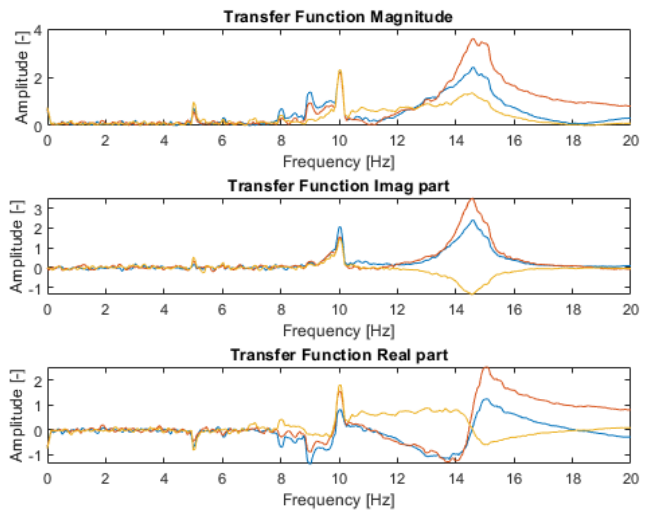 Transfer Function Magnitude
Amplitude [-]
4
2
0
0 2 4 6 8 10 12 14 16 18 20
Frequency [Hz]
Transfer Function Imag part
Amplitude [-]
3
2
1
0
-1
0 2 4 6 8 10 12 14 16 18 20
Frequency [Hz]
Transfer Function Real part
Amplitude [-]
2
1
0
-1
0 2 4 6 8 10 12 14 16 18 20
Frequency [Hz]